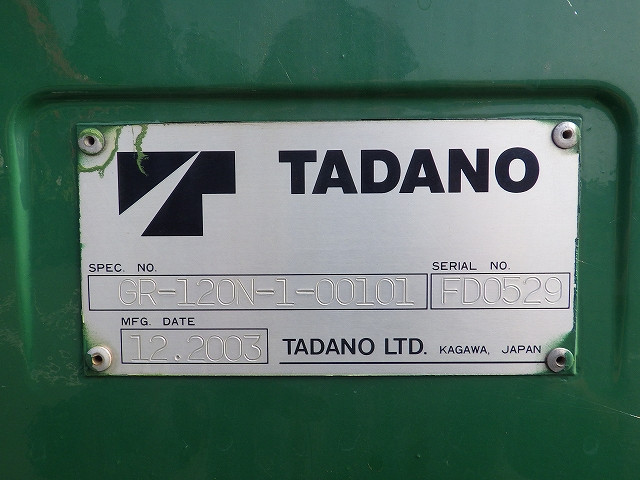 TADANO
SPEC. NO. SERIAL NO.
GR-120N-1-00101 FD0529
MFG. DATE
12.2003 TADANO LTD. KAGAWA, JAPAN